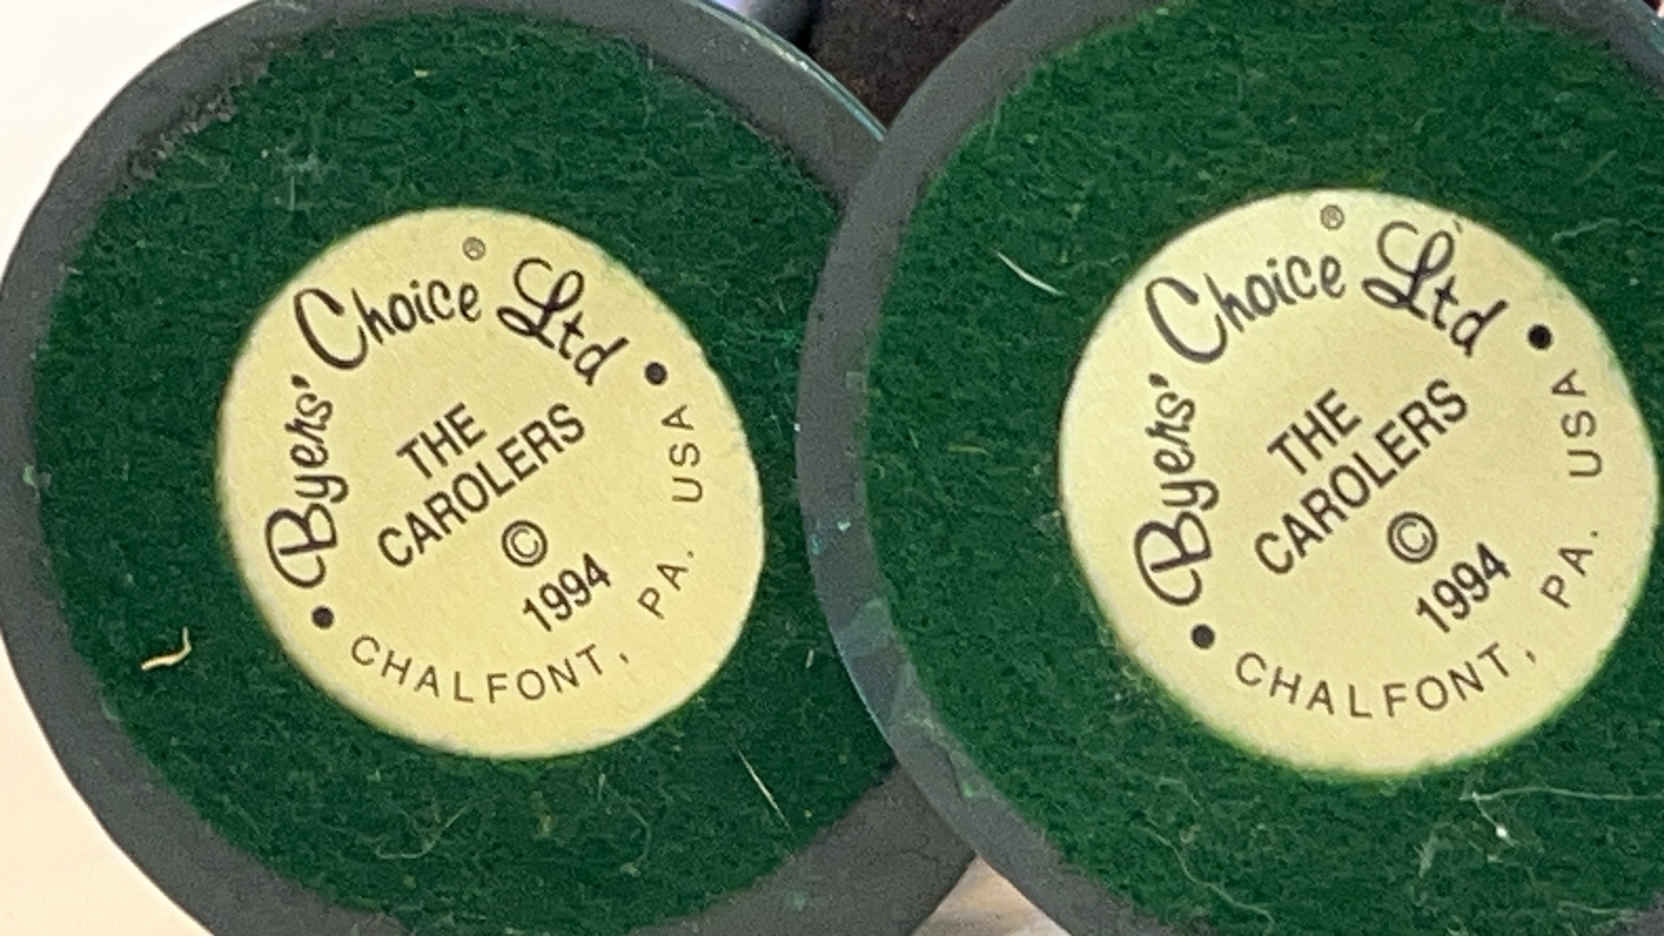 Byers' Choice® Ltd
THE
CAROLERS
©
1994
• CHALFONT, PA. USA •
Byers' Choice® Ltd
THE
CAROLERS
©
1994
• CHALFONT, PA. USA •